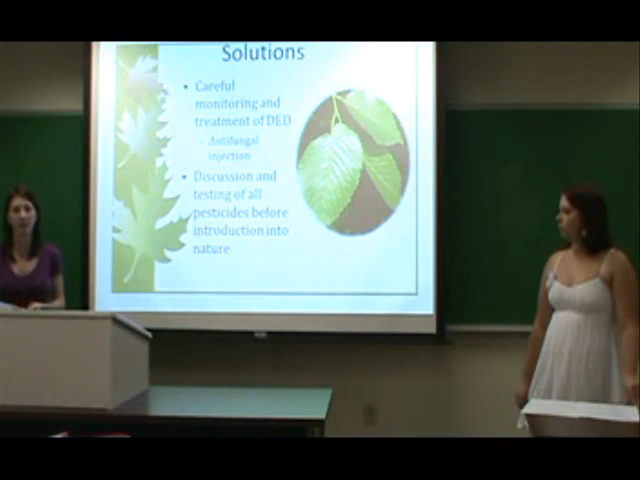 Solutions
• Careful
monitoring and
treatment of DED
– Antifungal
injection
• Discussion and
testing of all
pesticides before
introduction into
nature